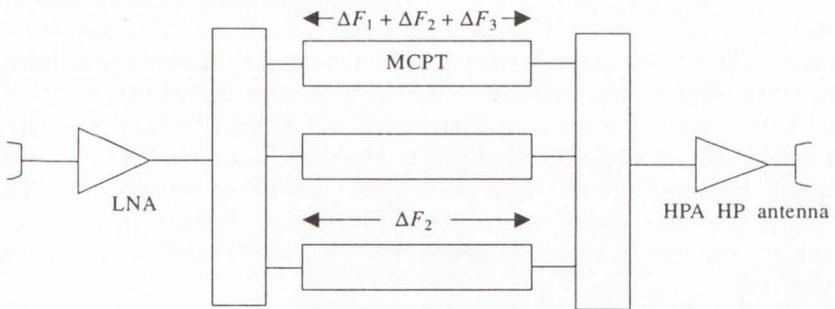 ΔF₁ + ΔF₂ + ΔF₃
MCPT
LNA
ΔF₂
HPA HP antenna